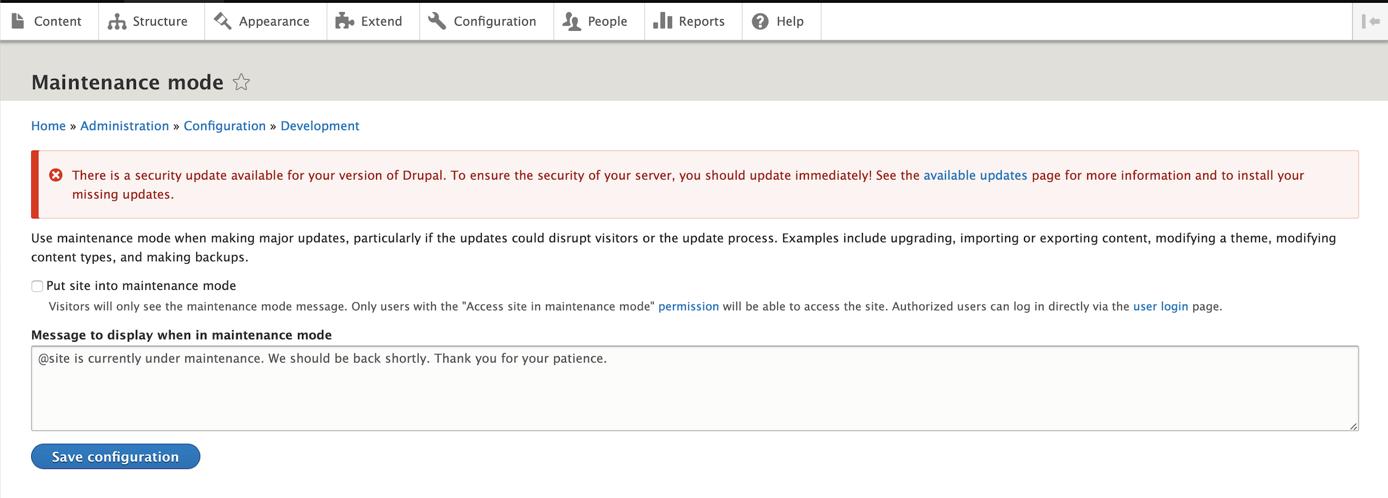 Content Structure Appearance Extend Configuration People Reports Help
Maintenance mode
Home » Administration » Configuration » Development
There is a security update available for your version of Drupal. To ensure the security of your server, you should update immediately! See the available updates page for more information and to install your
missing updates.
Use maintenance mode when making major updates, particularly if the updates could disrupt visitors or the update process. Examples include upgrading, importing or exporting content, modifying a theme, modifying
content types, and making backups.
Put site into maintenance mode
Visitors will only see the maintenance mode message. Only users with the "Access site in maintenance mode" permission will be able to access the site. Authorized users can log in directly via the user login page.
Message to display when in maintenance mode
@site is currently under maintenance. We should be back shortly. Thank you for your patience.
Save configuration